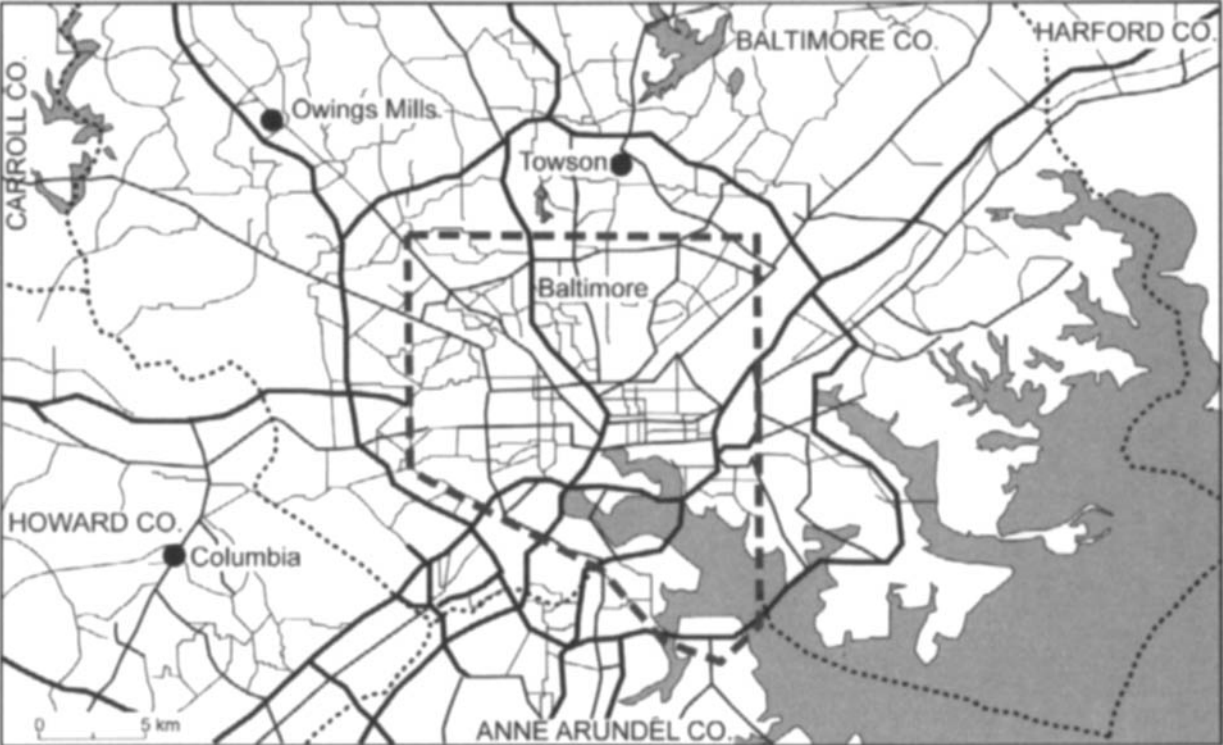 BALTIMORE CO.
HARFORD CO.
CARROLL CO.
Owings Mills
Towson
Baltimore
HOWARD CO.
Columbia
0 5 km
ANNE ARUNDEL CO.